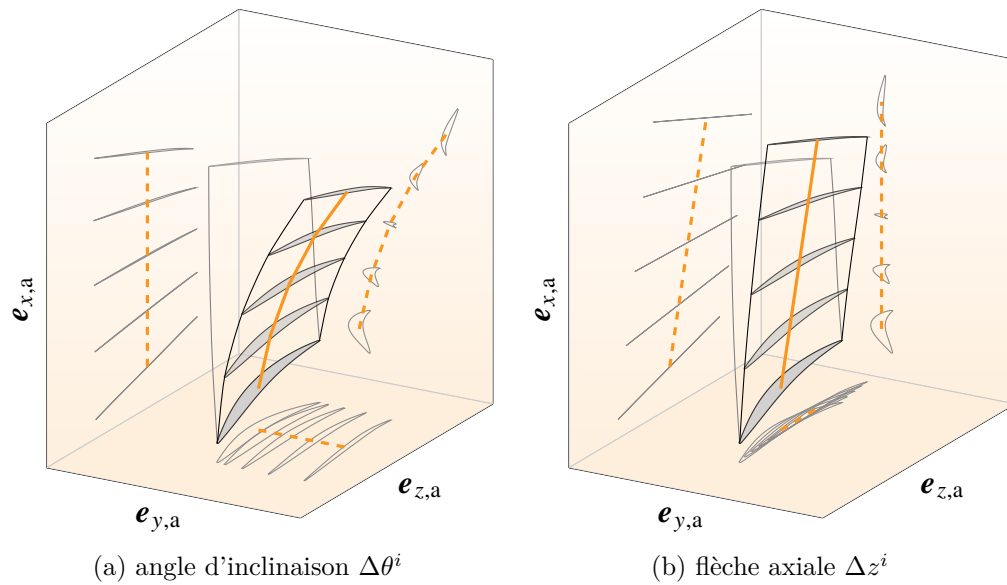 e_{x,a}
e_{y,a}
e_{z,a}
(a) angle d'inclinaison Δθ^i
e_{x,a}
e_{y,a}
e_{z,a}
(b) flèche axiale Δz^i